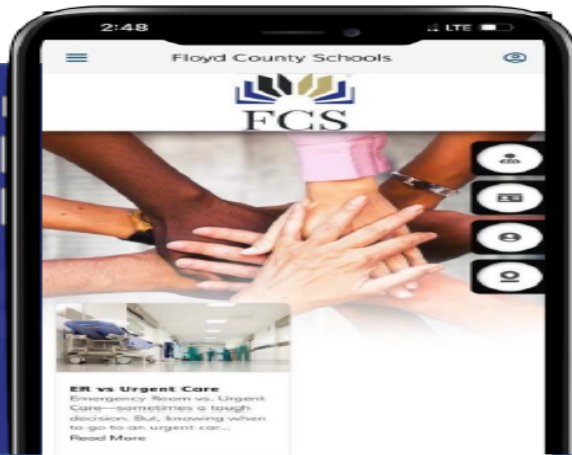 2:48 LTE
Floyd County Schools
FCS
ER vs Urgent Care
Emergency Room vs. Urgent
Care—sometimes a tough
decision. But, knowing when
to go to an urgent car...
Read More